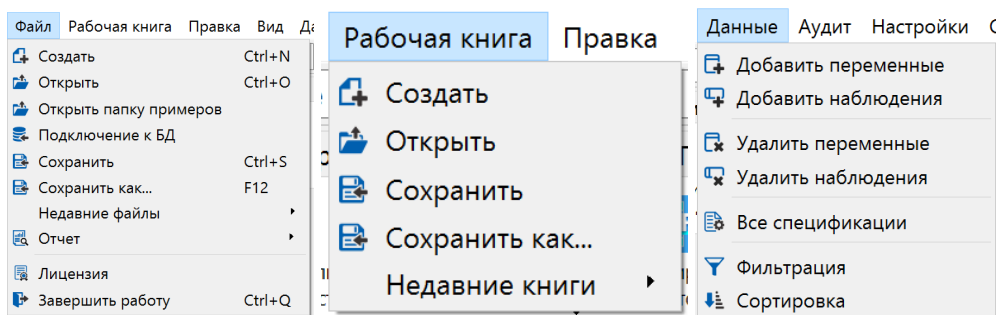 Файл Рабочая книга Правка Вид
Создать Ctrl+N
Открыть Ctrl+O
Открыть папку примеров
Подключение к БД
Сохранить Ctrl+S
Сохранить как... F12
Недавние файлы
Отчет
Лицензия
Завершить работу Ctrl+Q
Рабочая книга Правка
Создать
Открыть
Сохранить
Сохранить как...
Недавние книги
Данные Аудит Настройки
Добавить переменные
Добавить наблюдения
Удалить переменные
Удалить наблюдения
Все спецификации
Фильтрация
Сортировка